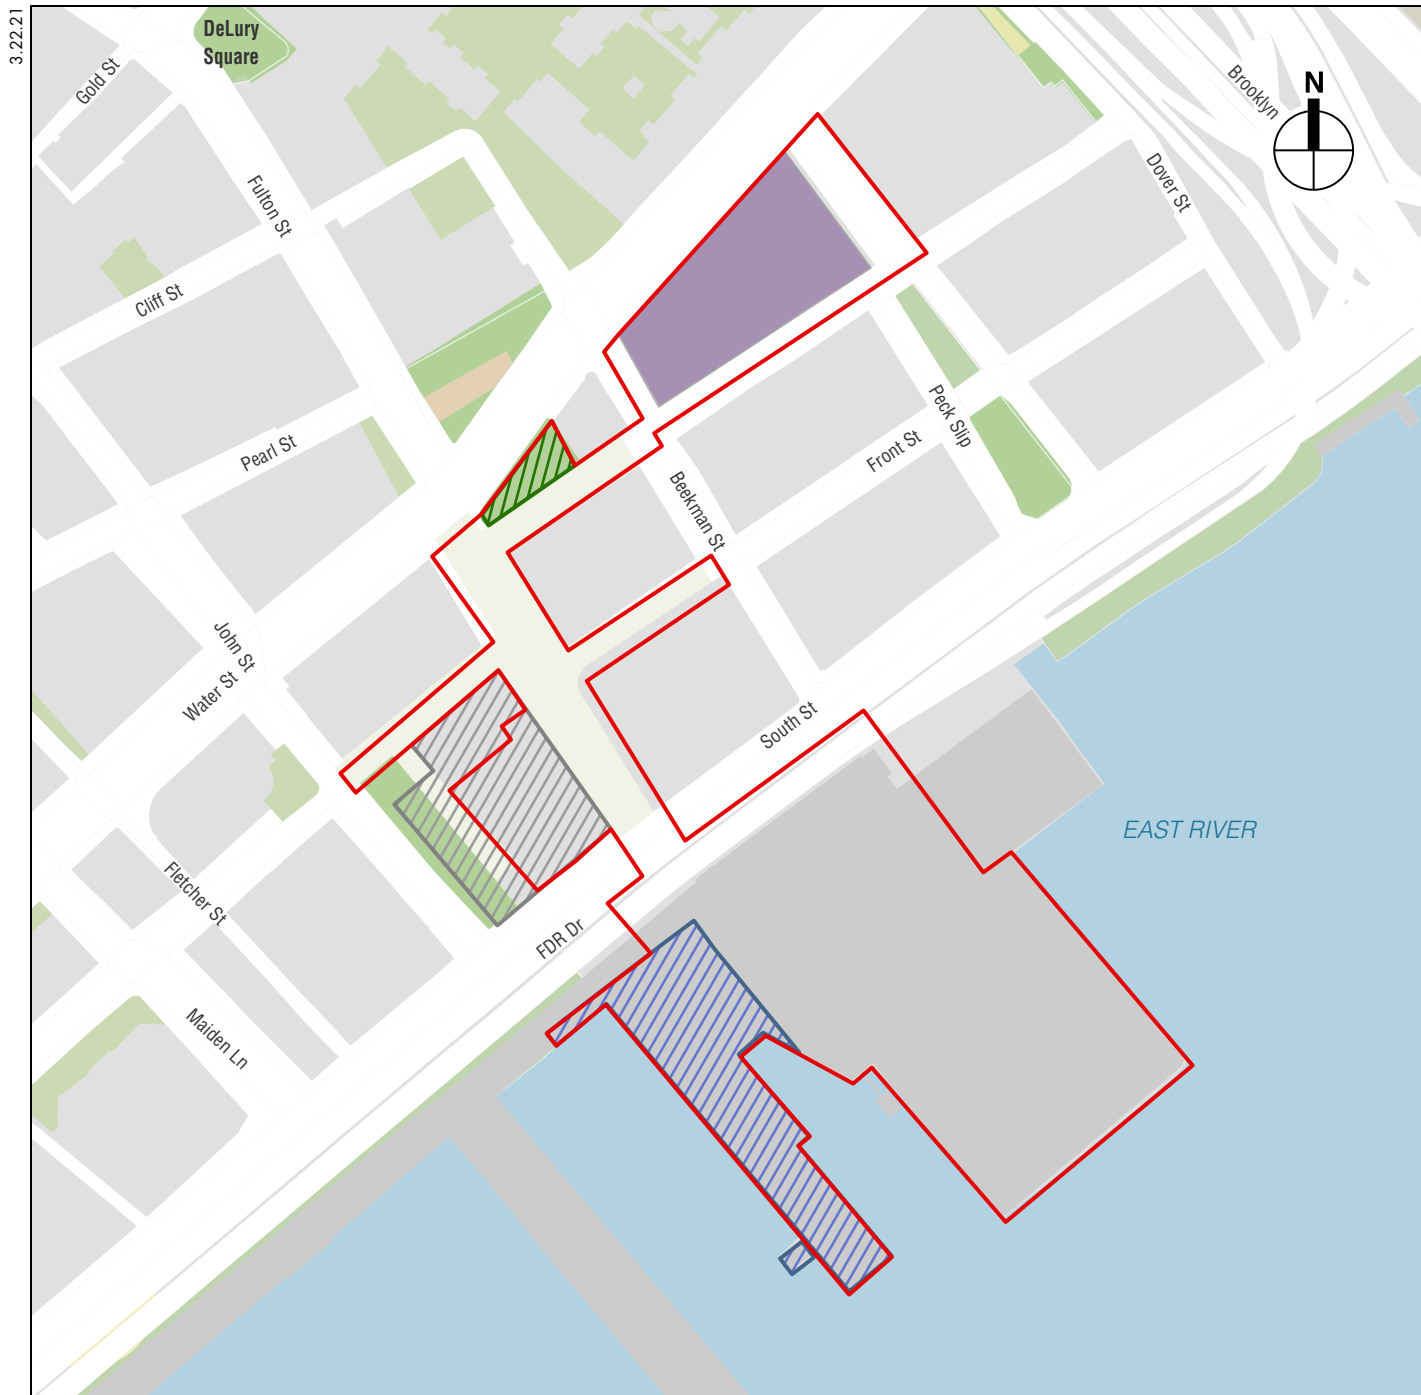 3.22.21
DeLury
Square
Gold St
Brooklyn
N
Fulton St
Dover St
Cliff St
Peck Slip
Pearl St
Front St
Beekman St
John St
Water St
South St
EAST RIVER
Fletcher St
FDR Dr
Maiden Ln